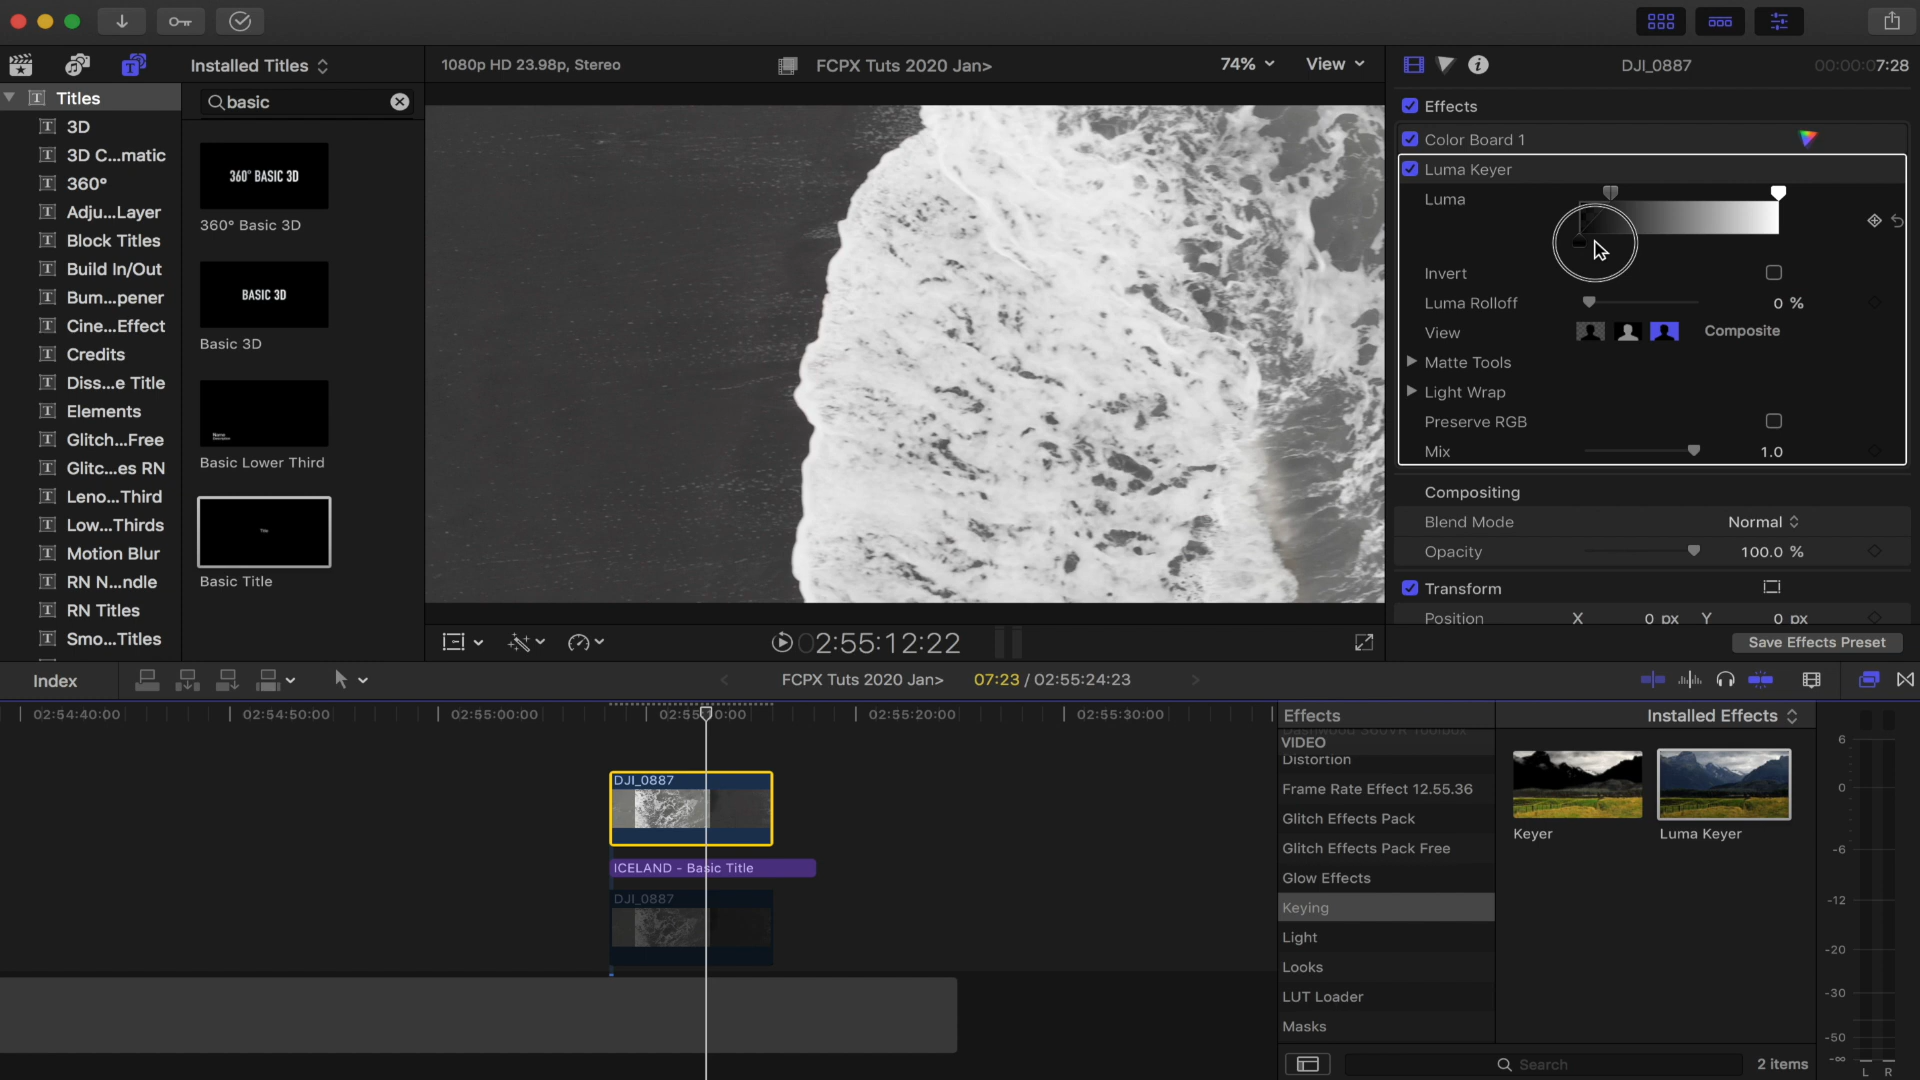 Installed Titles
1080p HD 23.98p, Stereo
FCPX Tuts 2020 Jan>
74%
View
DJI_0887
00:00:07:28
Titles
3D
3D C...matic
360°
Adju...Layer
Block Titles
Build In/Out
Bum...pener
Cine...Effect
Credits
Diss...e Title
Elements
Glitch...Free
Glitc...es RN
Leno...Third
Low...Thirds
Motion Blur
RN N...ndle
RN Titles
Smo...Titles
basic
360° BASIC 3D
360° Basic 3D
BASIC 3D
Basic 3D
Basic Lower Third
Title
Basic Title
Effects
Color Board 1
Luma Keyer
Luma
Invert
Luma Rolloff
0 %
View
Composite
Matte Tools
Light Wrap
Preserve RGB
Mix
1.0
Compositing
Blend Mode
Normal
Opacity
100.0 %
Transform
Position
X
0 px
Y
0 px
Save Effects Preset
02:55:12:22
Index
FCPX Tuts 2020 Jan>
07:23 / 02:55:24:23
02:54:40:00
02:54:50:00
02:55:00:00
02:55:10:00
02:55:20:00
02:55:30:00
DJI_0887
ICELAND - Basic Title
DJI_0887
Effects
Installed Effects
VIDEO
Distortion
Frame Rate Effect 12.55.36
Glitch Effects Pack
Glitch Effects Pack Free
Glow Effects
Keying
Light
Looks
LUT Loader
Masks
Keyer
Luma Keyer
Search
2 items
6
0
-6
-12
-20
-30
-50
-∞
L
R